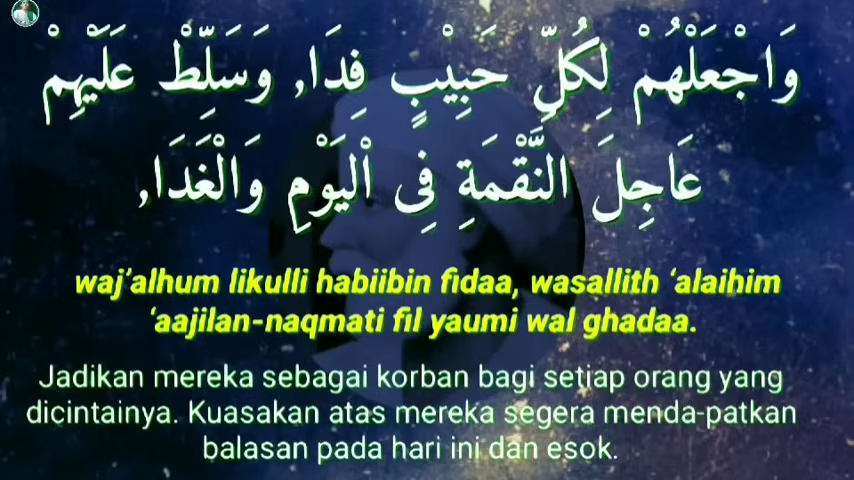 وَاجْعَلْهُمْ لِكُلِّ حَبِيْبٍ فِدَا, وَسَلِّطْ عَلَيْهِمْ
عَاجِلَ النَّقْمَةِ فِى الْيَوْمِ وَالْغَدَا,
waj'alhum likulli habiibin fidaa, wasallith 'alaihim
'aajilan-naqmati fil yaumi wal ghadaa.
Jadikan mereka sebagai korban bagi setiap orang yang
dicintainya. Kuasakan atas mereka segera menda-patkan
balasan pada hari ini dan esok.